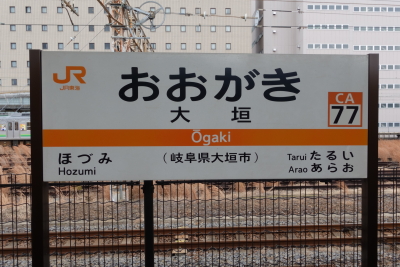 JR
JR東海
おおがき
大垣
CA
77
Ōgaki
ほづみ
Hozumi
(岐阜県大垣市)
Tarui たるい
Arao あらお